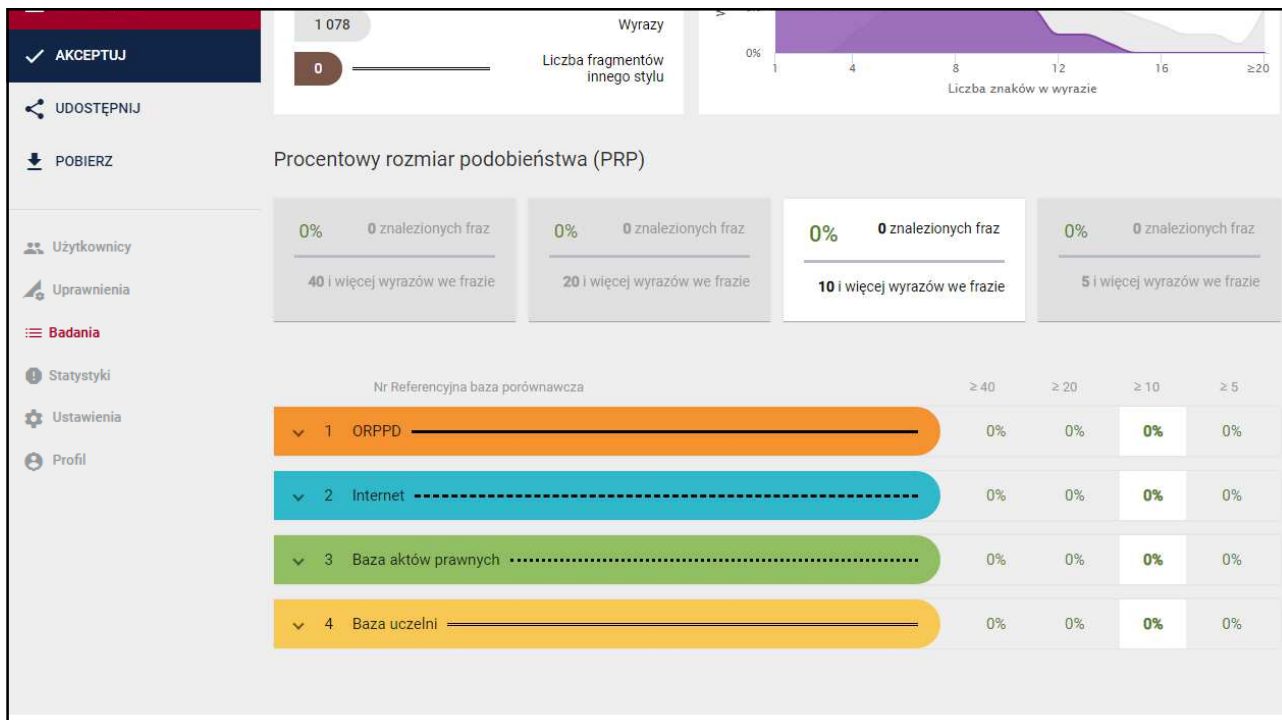 AKCEPTUJ
UDOSTĘPNIJ
POBIERZ
Użytkownicy
Uprawnienia
Badania
Statystyki
Ustawienia
Profil
1 078 Wyrazy
0 Liczba fragmentów
innego stylu
0%
1 4 8 12 16 ≥20
Liczba znaków w wyrazie
Procentowy rozmiar podobieństwa (PRP)
0% 0 znalezionych fraz
40 i więcej wyrazów we frazie
0% 0 znalezionych fraz
20 i więcej wyrazów we frazie
0% 0 znalezionych fraz
10 i więcej wyrazów we frazie
0% 0 znalezionych fraz
5 i więcej wyrazów we frazie
Nr Referencyjna baza porównawcza ≥ 40 ≥ 20 ≥ 10 ≥ 5
1 ORPPD 0% 0% 0% 0%
2 Internet 0% 0% 0% 0%
3 Baza aktów prawnych 0% 0% 0% 0%
4 Baza uczelni 0% 0% 0% 0%